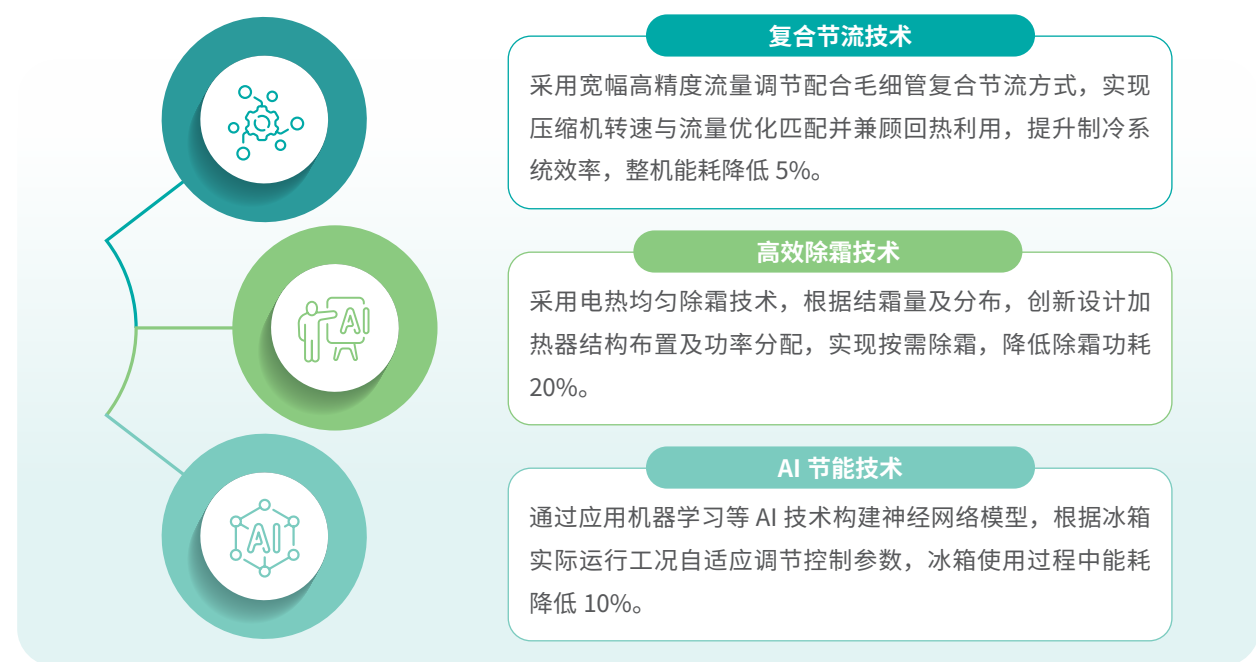 复合节流技术
采用宽幅高精度流量调节配合毛细管复合节流方式，实现
压缩机转速与流量优化匹配并兼顾回热利用，提升制冷系
统效率，整机能耗降低 5%。
AI
高效除霜技术
采用电热均匀除霜技术，根据结霜量及分布，创新设计加
热器结构布置及功率分配，实现按需除霜，降低除霜功耗
20%。
AI
AI 节能技术
通过应用机器学习等 AI 技术构建神经网络模型，根据冰箱
实际运行工况自适应调节控制参数，冰箱使用过程中能耗
降低 10%。